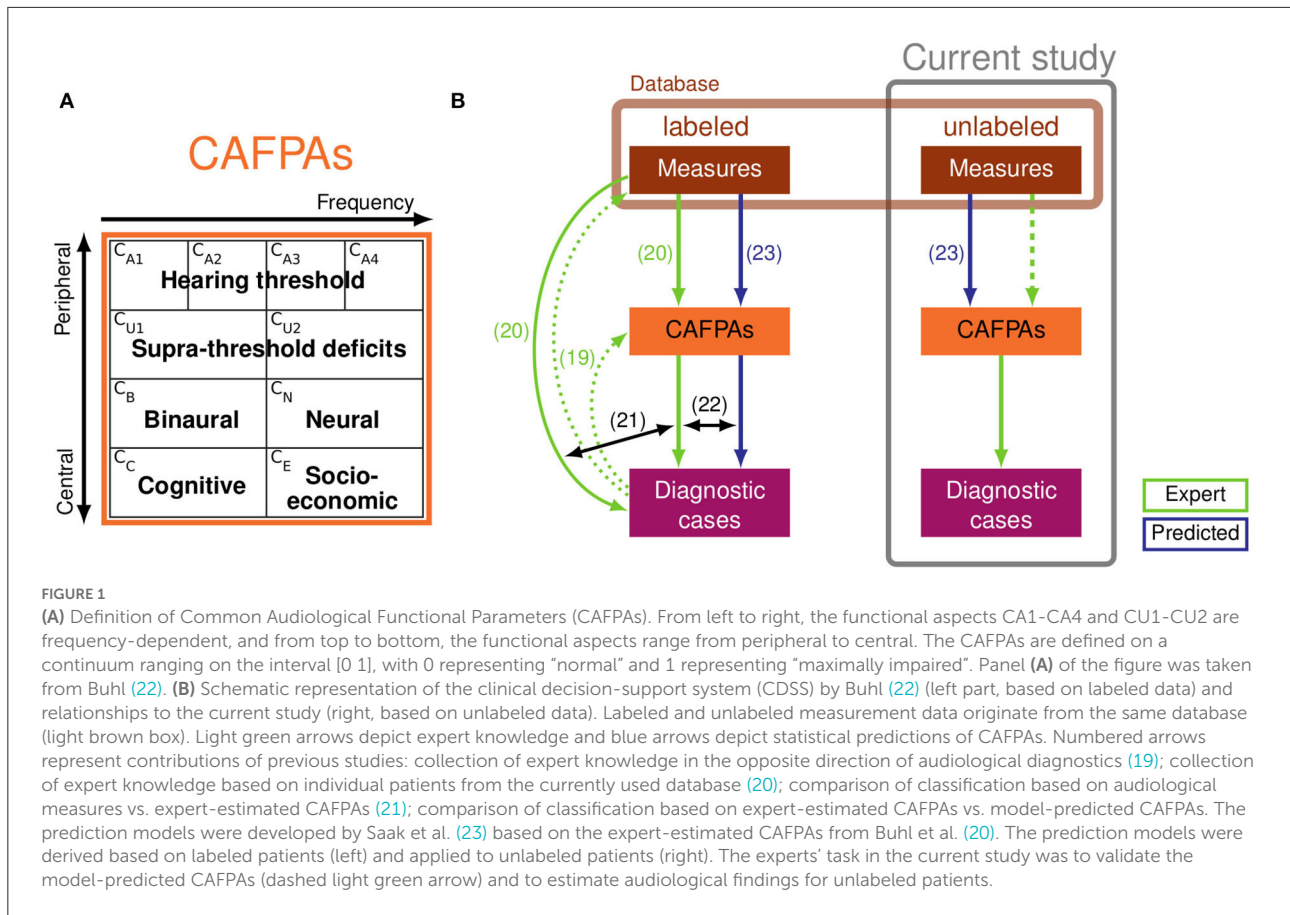 A
CAFPAs
Frequency
Peripheral
Central
CA1
CA2
CA3
CA4
Hearing threshold
CU1
CU2
Supra-threshold deficits
CB
Binaural
CN
Neural
CC
Cognitive
CE
Socio-
economic
B
Database
Current study
labeled
unlabeled
Measures
Measures
(20)
(23)
(23)
(20)
(19)
CAFPAs
CAFPAs
(21)
(22)
Diagnostic
cases
Diagnostic
cases
Expert
Predicted
FIGURE 1
(A) Definition of Common Audiological Functional Parameters (CAFPAs). From left to right, the functional aspects CA1-CA4 and CU1-CU2 are
frequency-dependent, and from top to bottom, the functional aspects range from peripheral to central. The CAFPAs are defined on a
continuum ranging on the interval [0 1], with 0 representing “normal” and 1 representing “maximally impaired”. Panel (A) of the figure was taken
from Buhl (22). (B) Schematic representation of the clinical decision-support system (CDSS) by Buhl (22) (left part, based on labeled data) and
relationships to the current study (right, based on unlabeled data). Labeled and unlabeled measurement data originate from the same database
(light brown box). Light green arrows depict expert knowledge and blue arrows depict statistical predictions of CAFPAs. Numbered arrows
represent contributions of previous studies: collection of expert knowledge in the opposite direction of audiological diagnostics (19); collection
of expert knowledge based on individual patients from the currently used database (20); comparison of classification based on audiological
measures vs. expert-estimated CAFPAs (21); comparison of classification based on expert-estimated CAFPAs vs. model-predicted CAFPAs. The
prediction models were developed by Saak et al. (23) based on the expert-estimated CAFPAs from Buhl et al. (20). The prediction models were
derived based on labeled patients (left) and applied to unlabeled patients (right). The experts’ task in the current study was to validate the
model-predicted CAFPAs (dashed light green arrow) and to estimate audiological findings for unlabeled patients.